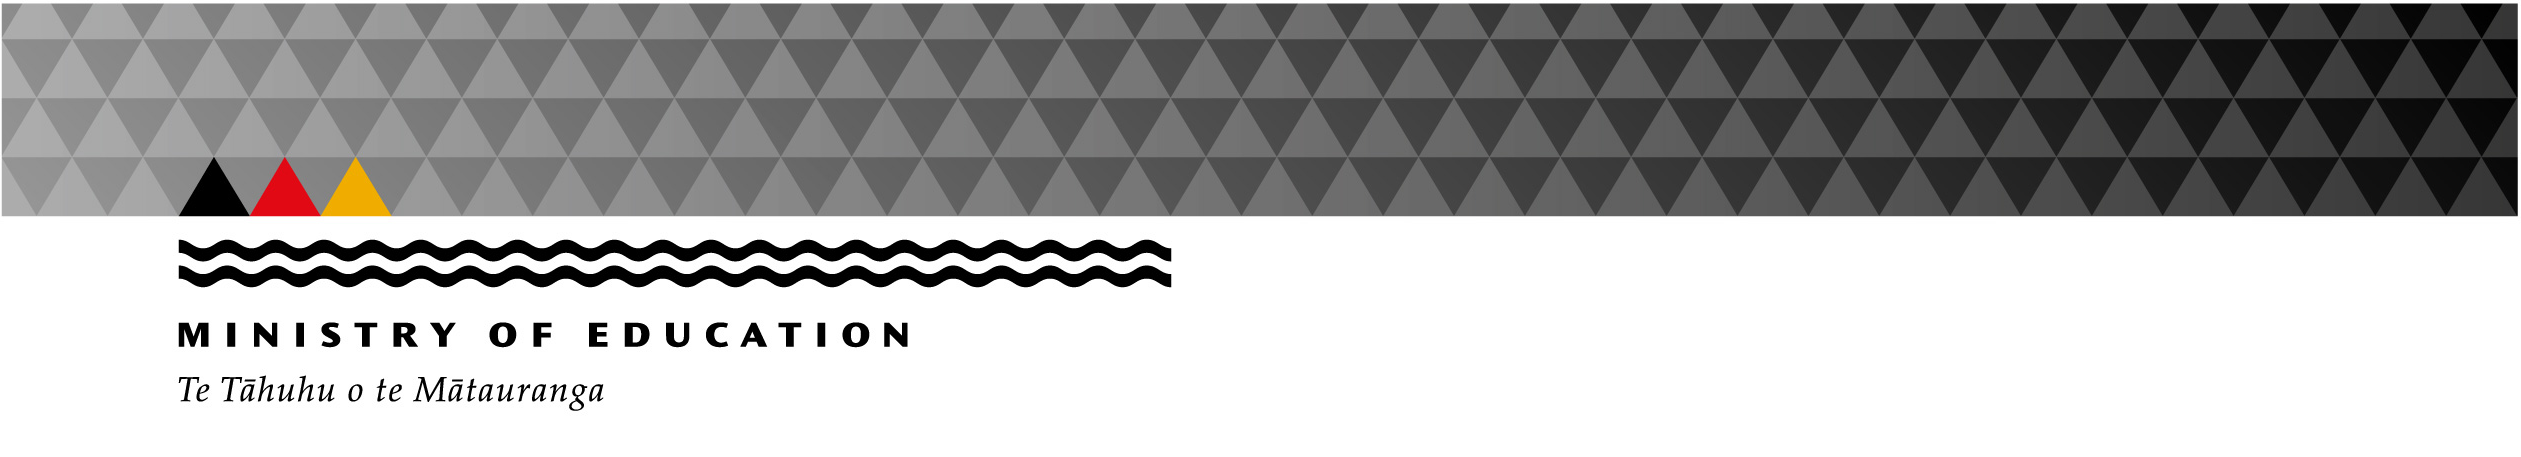 MINISTRY OF EDUCATION
Te Tāhuhu o te Mātauranga